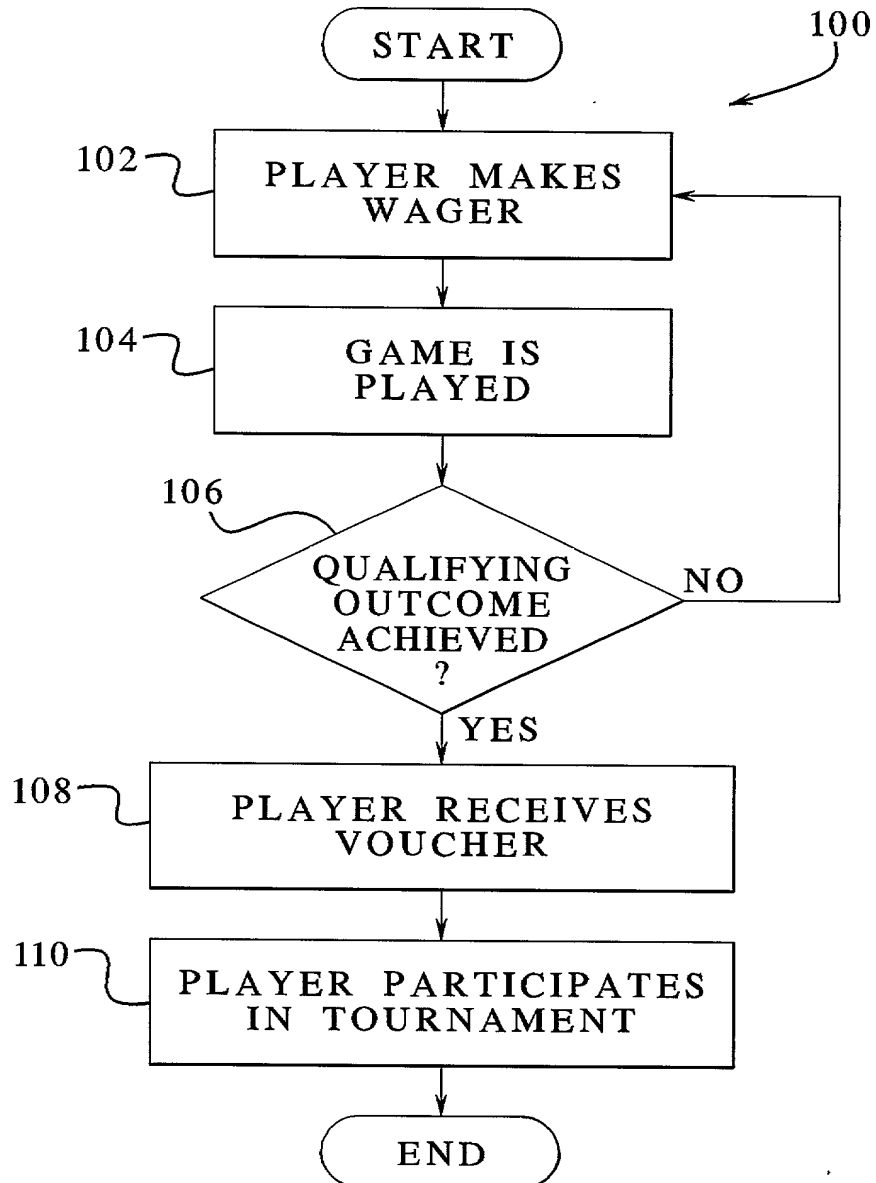 START
100
102
PLAYER MAKES
WAGER
104
GAME IS
PLAYED
106
QUALIFYING
OUTCOME
ACHIEVED
?
NO
YES
108
PLAYER RECEIVES
VOUCHER
110
PLAYER PARTICIPATES
IN TOURNAMENT
END